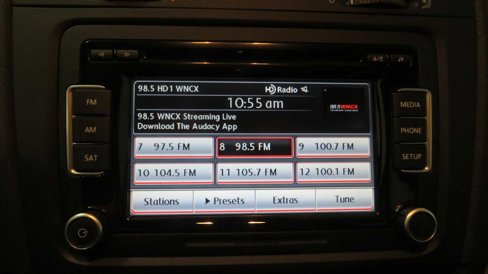 98.5 HD1 WNCX HD Radio
10:55 am
98.5 WNCX
98.5 WNCX Streaming Live
Download The Audacy App
FM
AM
SAT
MEDIA
PHONE
SETUP
7 97.5 FM
8 98.5 FM
9 100.7 FM
10 104.5 FM
11 105.7 FM
12 100.1 FM
Stations
Presets
Extras
Tune